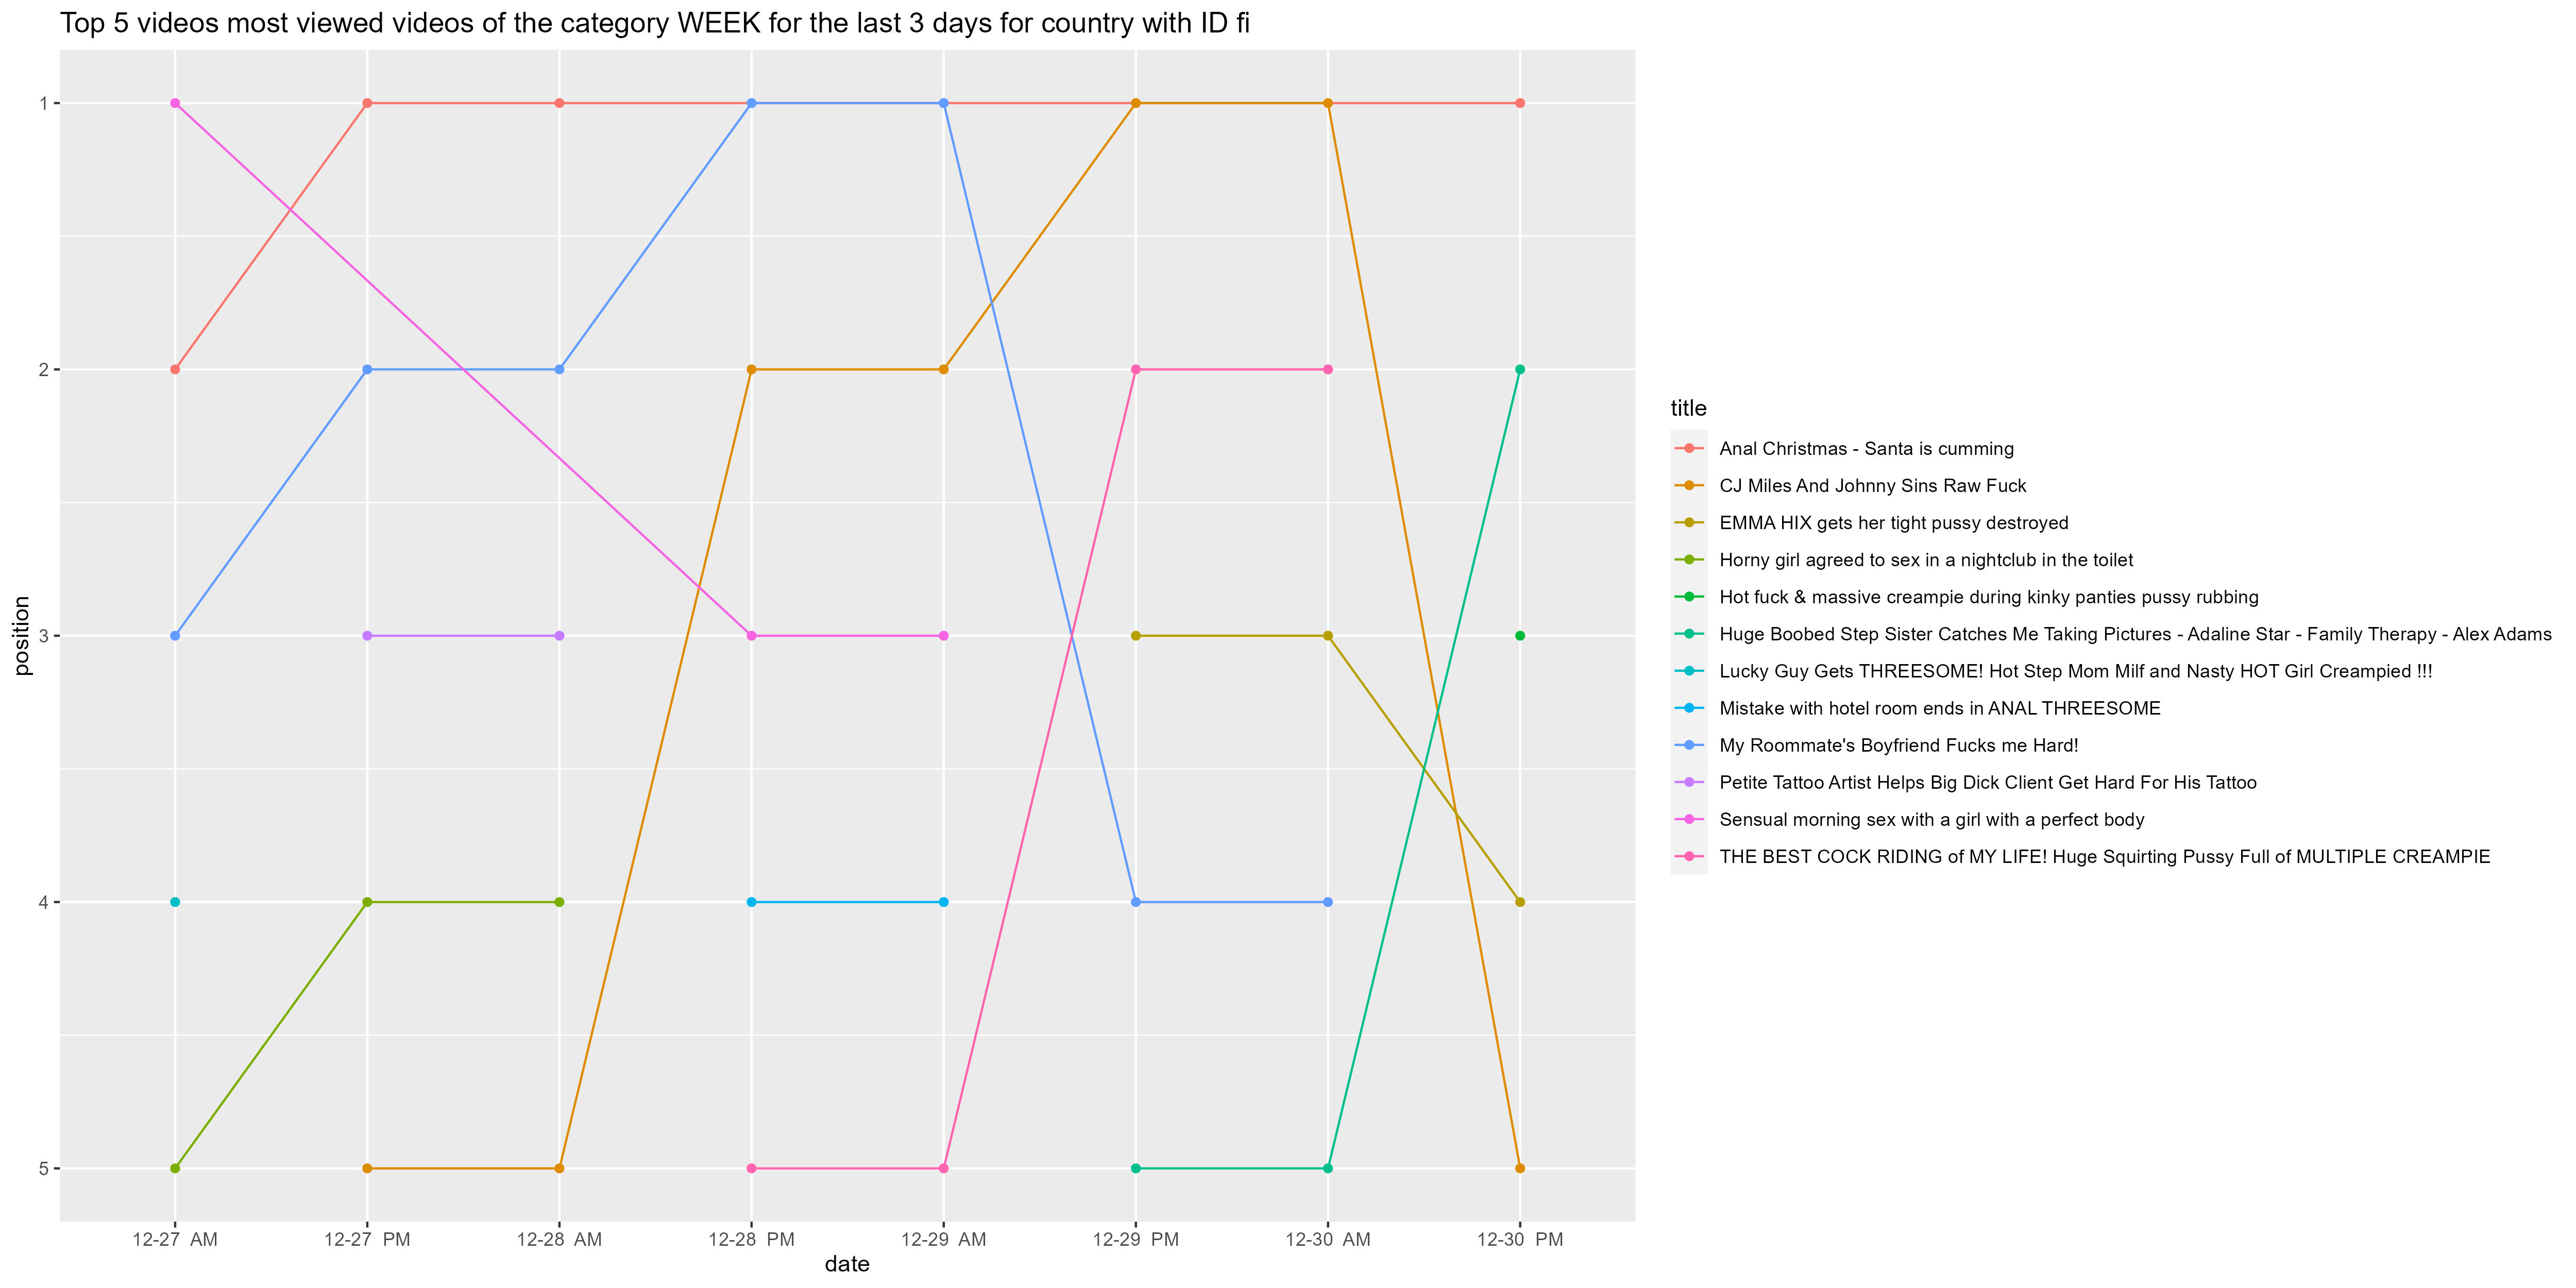 Top 5 videos most viewed videos of the category WEEK for the last 3 days for country with ID fi
position
1
2
3
4
5
12-27 AM
12-27 PM
12-28 AM
12-28 PM
12-29 AM
12-29 PM
12-30 AM
12-30 PM
date
title
Anal Christmas - Santa is cumming
CJ Miles And Johnny Sins Raw Fuck
EMMA HIX gets her tight pussy destroyed
Horny girl agreed to sex in a nightclub in the toilet
Hot fuck & massive creampie during kinky panties pussy rubbing
Huge Boobed Step Sister Catches Me Taking Pictures - Adaline Star - Family Therapy - Alex Adams
Lucky Guy Gets THREESOME! Hot Step Mom Milf and Nasty HOT Girl Creampied !!!
Mistake with hotel room ends in ANAL THREESOME
My Roommate's Boyfriend Fucks me Hard!
Petite Tattoo Artist Helps Big Dick Client Get Hard For His Tattoo
Sensual morning sex with a girl with a perfect body
THE BEST COCK RIDING of MY LIFE! Huge Squirting Pussy Full of MULTIPLE CREAMPIE